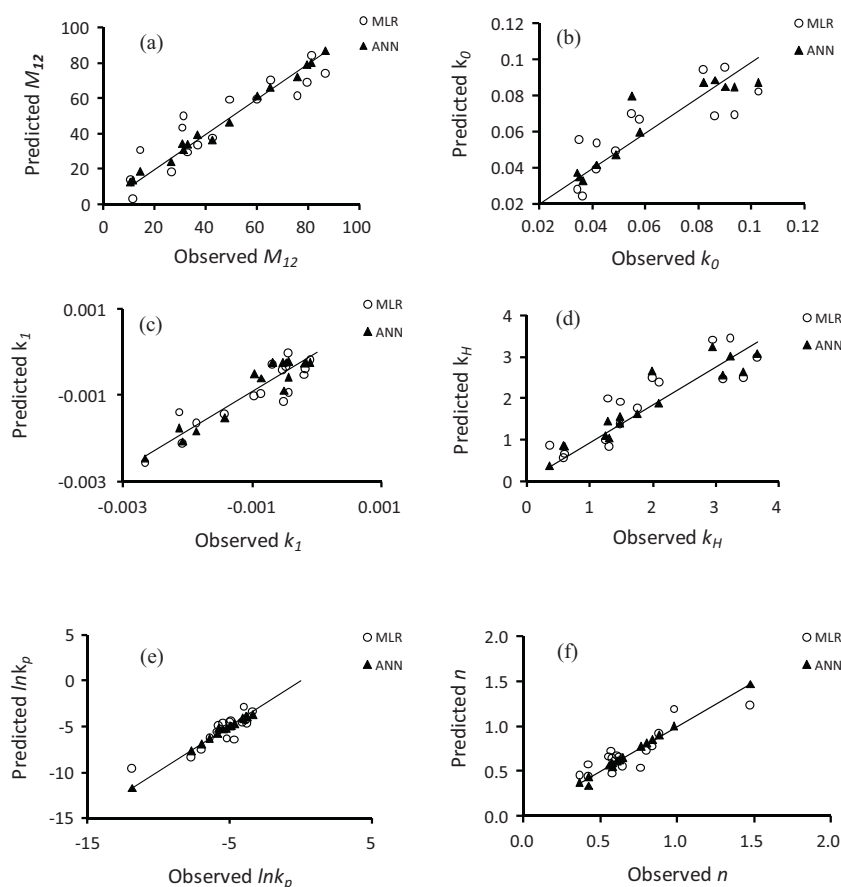 (a)
MLR
ANN
Predicted M12
100
80
60
40
20
0
0 20 40 60 80 100
Observed M12
(b)
MLR
ANN
Predicted k0
0.12
0.1
0.08
0.06
0.04
0.02
0.02 0.04 0.06 0.08 0.1 0.12
Observed k0
(c)
MLR
ANN
Predicted k1
0.001
-0.001
-0.003
-0.003 -0.001 0.001
Observed k1
(d)
MLR
ANN
Predicted kH
4
3
2
1
0
0 1 2 3 4
Observed kH
(e)
MLR
ANN
Predicted lnkp
5
0
-5
-10
-15
-15 -5 5
Observed lnkp
(f)
MLR
ANN
Predicted n
2.0
1.5
1.0
0.5
0.0
0.0 0.5 1.0 1.5 2.0
Observed n